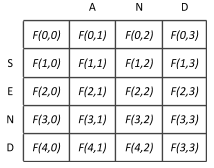 A N D
F(0,0) F(0,1) F(0,2) F(0,3)
S F(1,0) F(1,1) F(1,2) F(1,3)
E F(2,0) F(2,1) F(2,2) F(2,3)
N F(3,0) F(3,1) F(3,2) F(3,3)
D F(4,0) F(4,1) F(4,2) F(3,3)